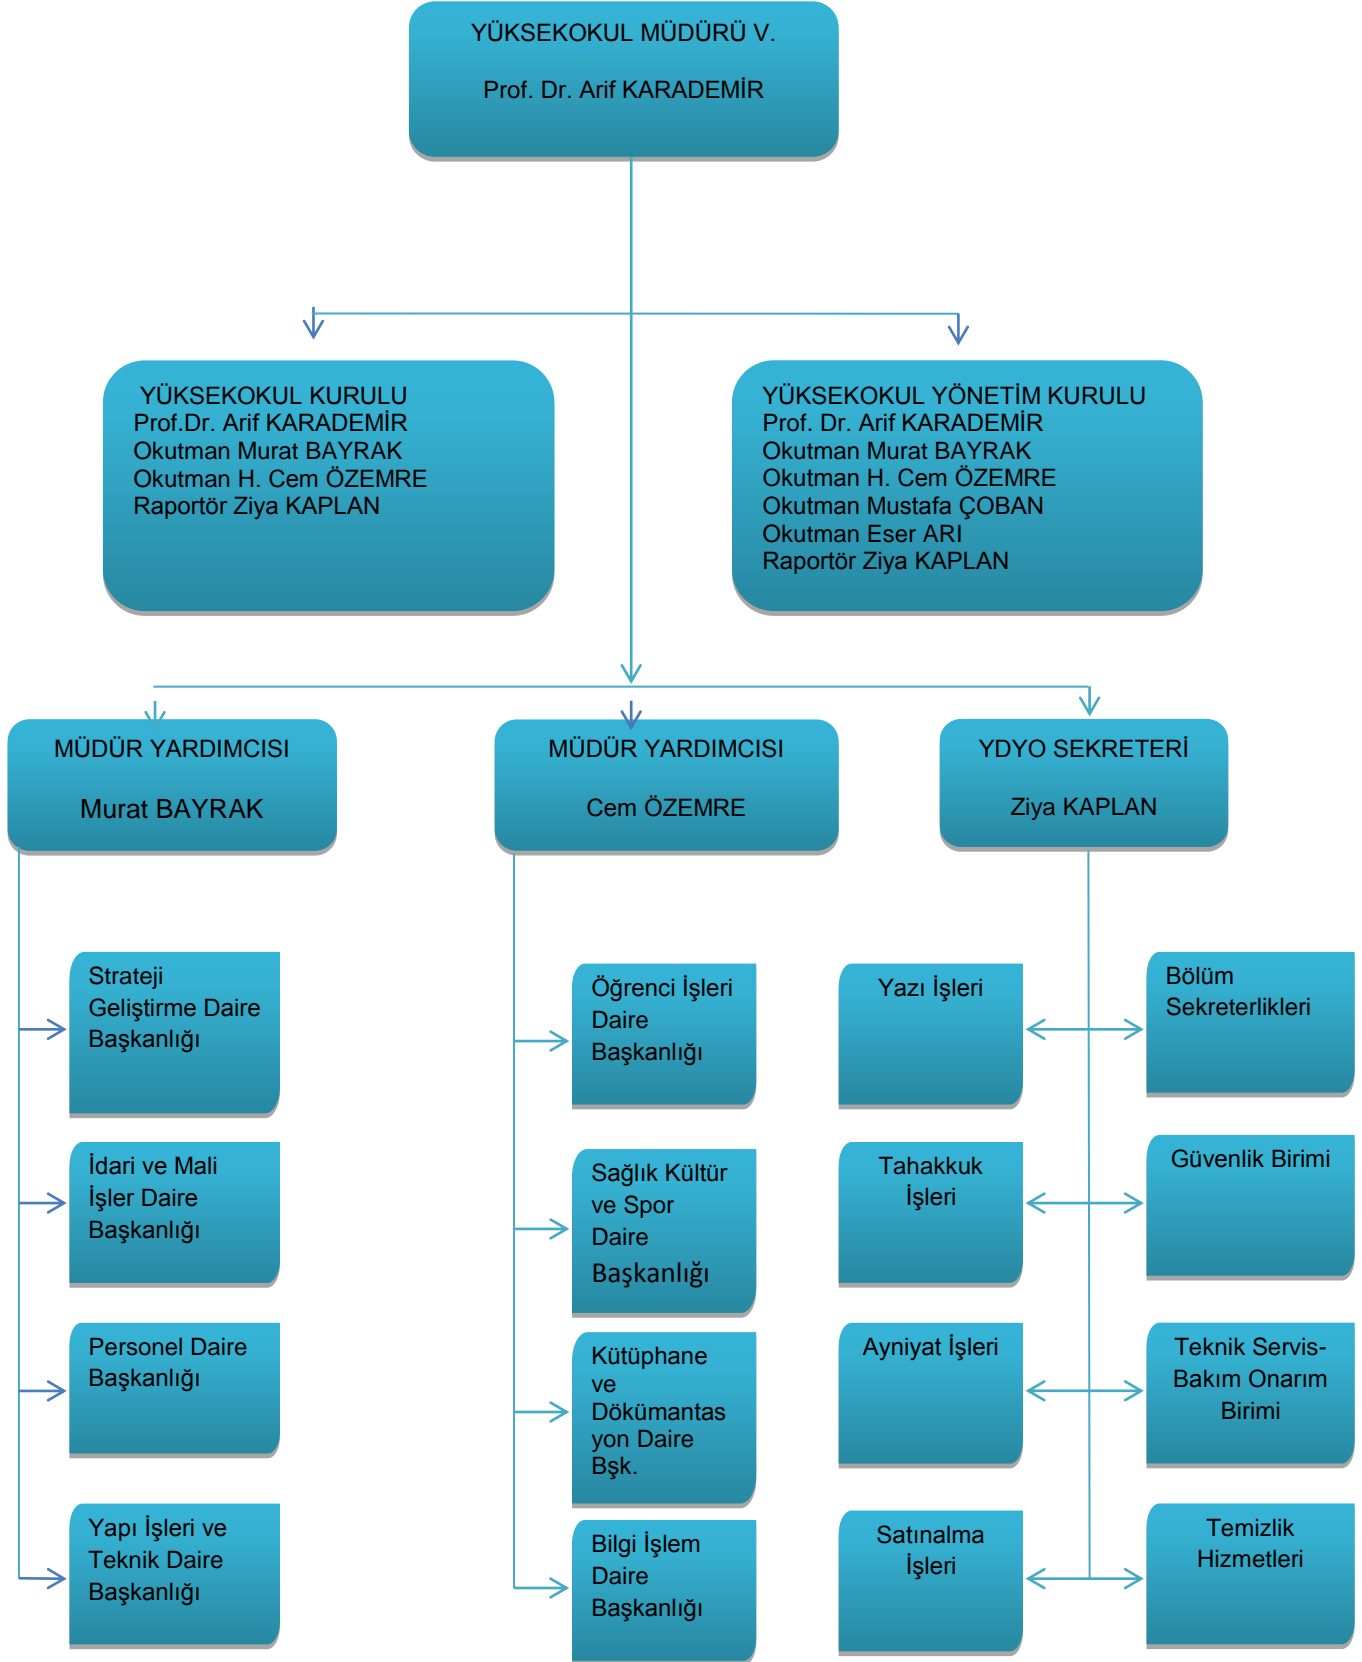 YÜKSEKOKUL MÜDÜRÜ V.
Prof. Dr. Arif KARADEMİR
YÜKSEKOKUL KURULU
Prof.Dr. Arif KARADEMİR
Okutman Murat BAYRAK
Okutman H. Cem ÖZEMRE
Raportör Ziya KAPLAN
YÜKSEKOKUL YÖNETİM KURULU
Prof. Dr. Arif KARADEMİR
Okutman Murat BAYRAK
Okutman H. Cem ÖZEMRE
Okutman Mustafa ÇOBAN
Okutman Eser ARI
Raportör Ziya KAPLAN
MÜDÜR YARDIMCISI
Murat BAYRAK
MÜDÜR YARDIMCISI
Cem ÖZEMRE
YDYO SEKRETERİ
Ziya KAPLAN
Strateji
Geliştirme Daire
Başkanlığı
İdari ve Mali
İşler Daire
Başkanlığı
Personel Daire
Başkanlığı
Yapı İşleri ve
Teknik Daire
Başkanlığı
Öğrenci İşleri
Daire
Başkanlığı
Sağlık Kültür
ve Spor
Daire
Başkanlığı
Kütüphane
ve
Dökümantas
yon Daire
Bşk.
Bilgi İşlem
Daire
Başkanlığı
Yazı İşleri
Tahakkuk
İşleri
Ayniyat İşleri
Satınalma
İşleri
Bölüm
Sekreterlikleri
Güvenlik Birimi
Teknik Servis-
Bakım Onarım
Birimi
Temizlik
Hizmetleri